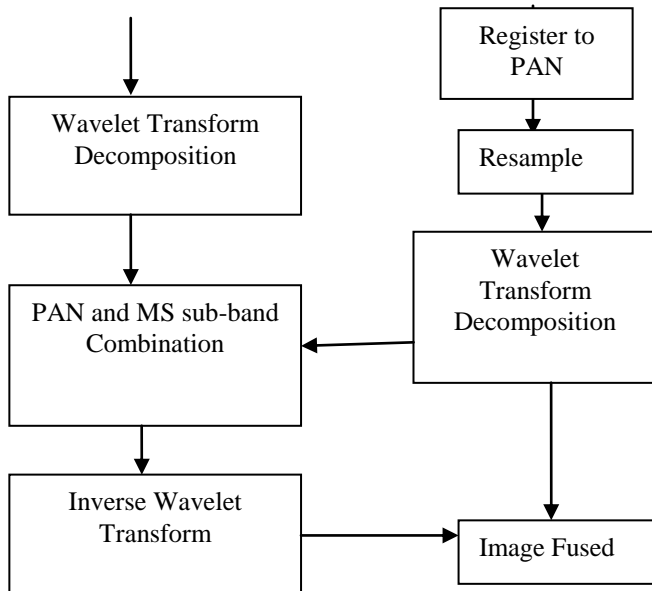 Register to
PAN
Wavelet Transform
Decomposition
Resample
Wavelet
Transform
Decomposition
PAN and MS sub-band
Combination
Inverse Wavelet
Transform
Image Fused